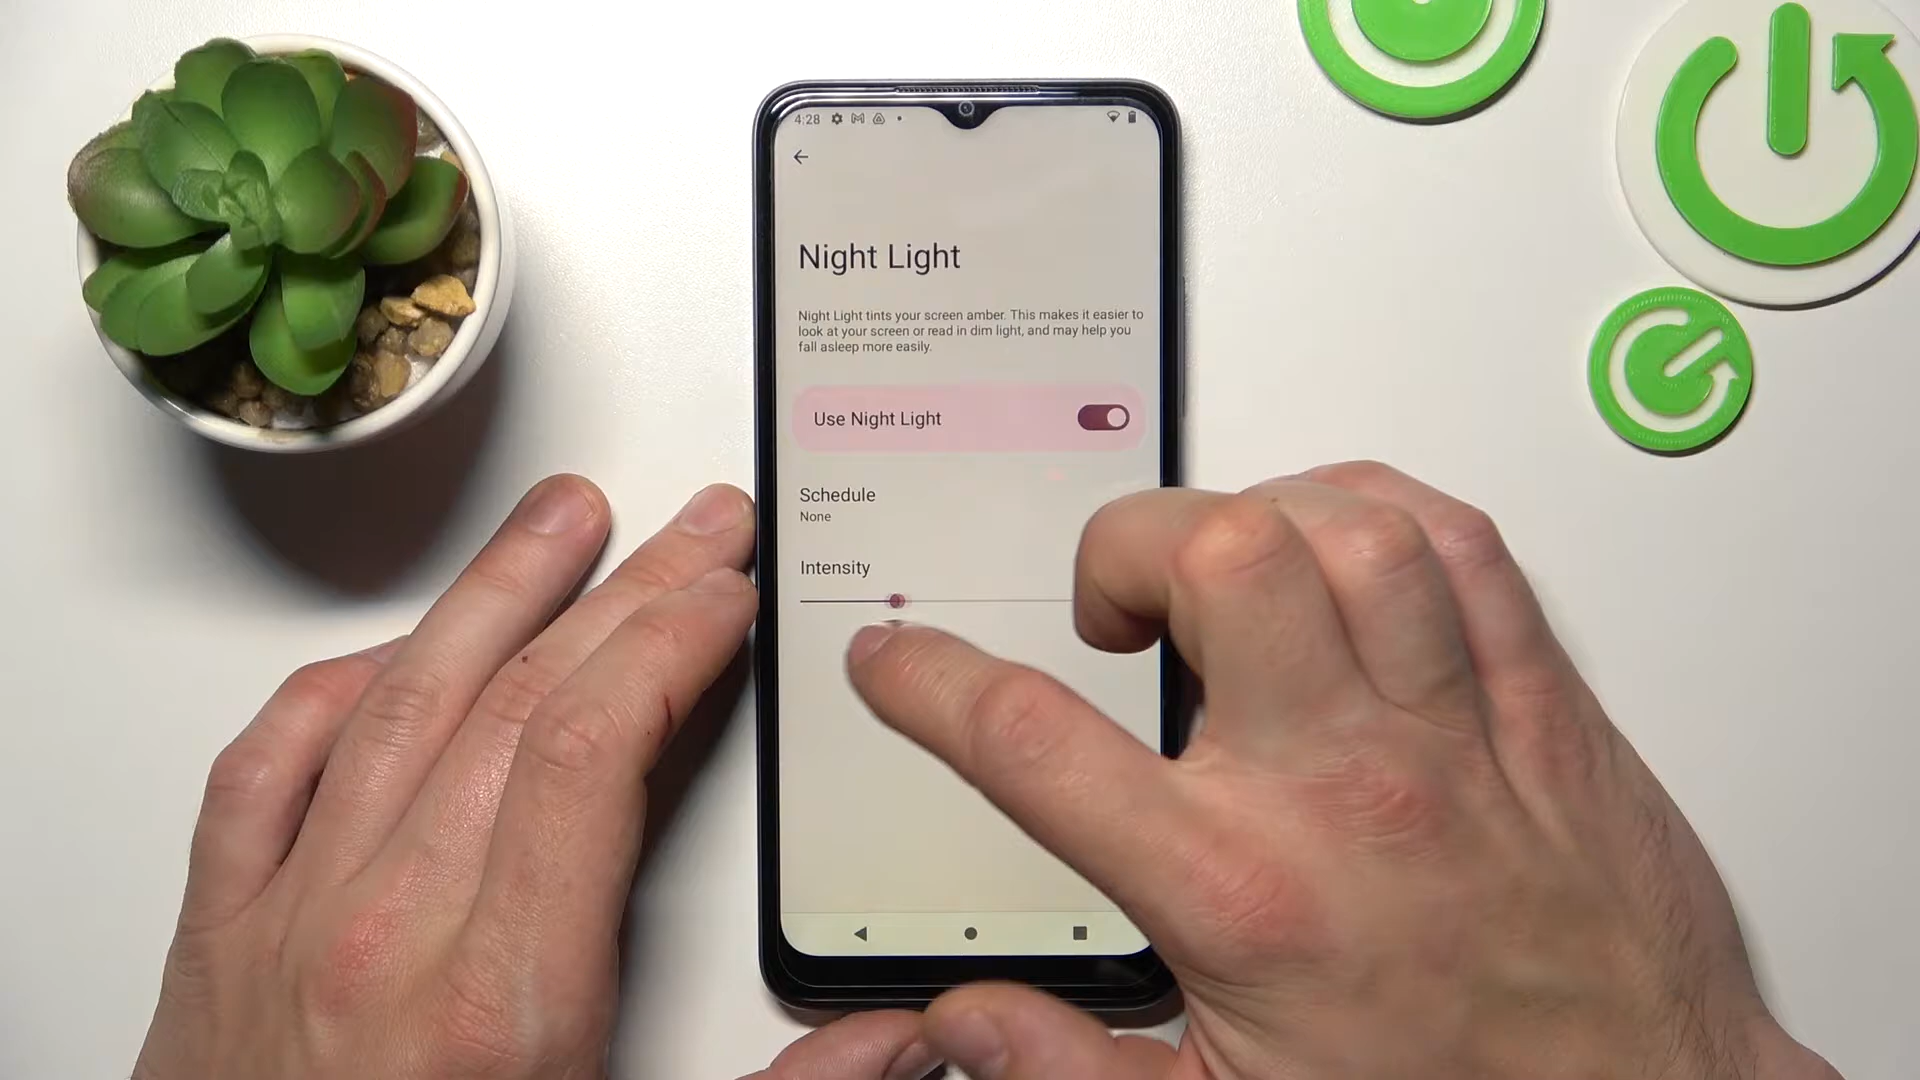 4:28
Night Light
Night Light tints your screen amber. This makes it easier to
look at your screen or read in dim light, and may help you
fall asleep more easily.
Use Night Light
Schedule
None
Intensity